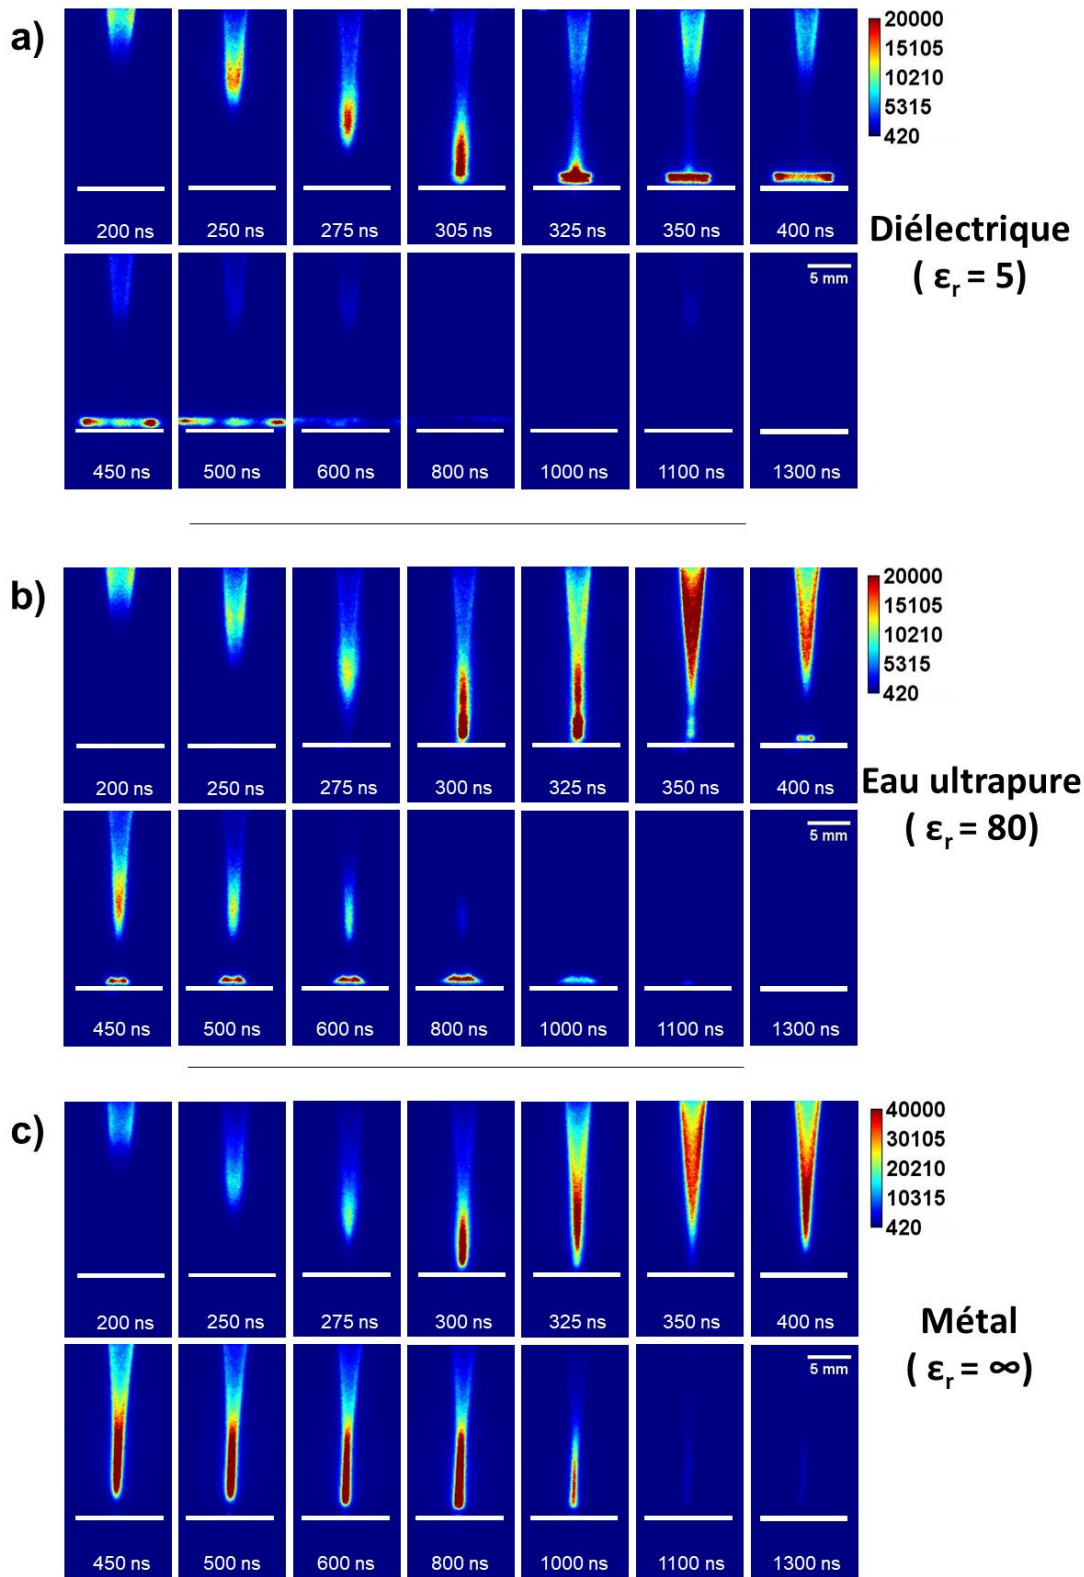 a)
20000
15105
10210
5315
420
200 ns
250 ns
275 ns
305 ns
325 ns
350 ns
400 ns
Diélectrique
( εr = 5)
5 mm
450 ns
500 ns
600 ns
800 ns
1000 ns
1100 ns
1300 ns
b)
20000
15105
10210
5315
420
200 ns
250 ns
275 ns
300 ns
325 ns
350 ns
400 ns
Eau ultrapure
( εr = 80)
5 mm
450 ns
500 ns
600 ns
800 ns
1000 ns
1100 ns
1300 ns
c)
40000
30105
20210
10315
420
200 ns
250 ns
275 ns
300 ns
325 ns
350 ns
400 ns
Métal
( εr = ∞)
5 mm
450 ns
500 ns
600 ns
800 ns
1000 ns
1100 ns
1300 ns